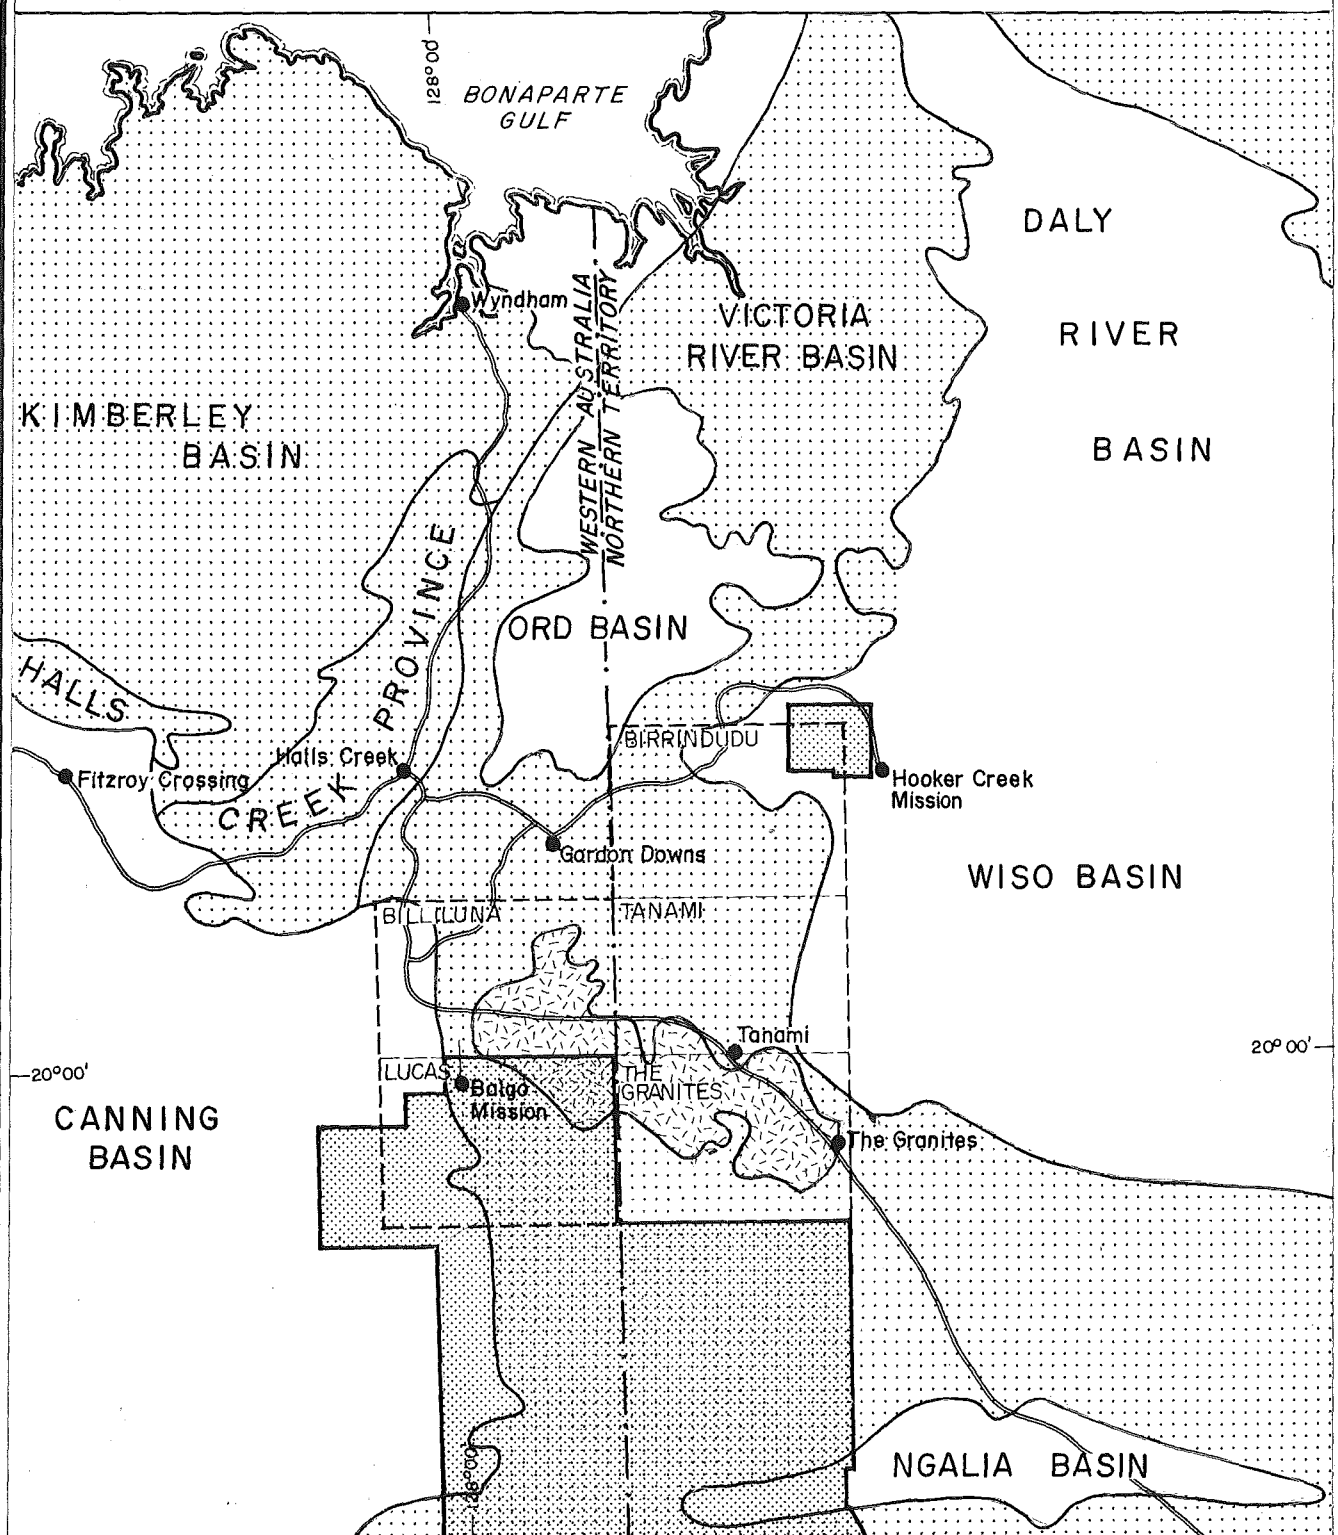 128°00'
BONAPARTE
GULF
DALY
RIVER
BASIN
Wyndham
WESTERN AUSTRALIA
NORTHERN TERRITORY
VICTORIA
RIVER BASIN
KIMBERLEY
BASIN
HALLS
CREEK
PROVINCE
ORD BASIN
BIRRINDUDU
Halls Creek
Fitzroy Crossing
Hooker Creek
Mission
Gordon Downs
WISO BASIN
BILLILUNA
TANAMI
Tanami
20°00'
20°00'
LUCAS
Balgo
Mission
THE
GRANITES
The Granites
CANNING
BASIN
NGALIA BASIN
128°00'